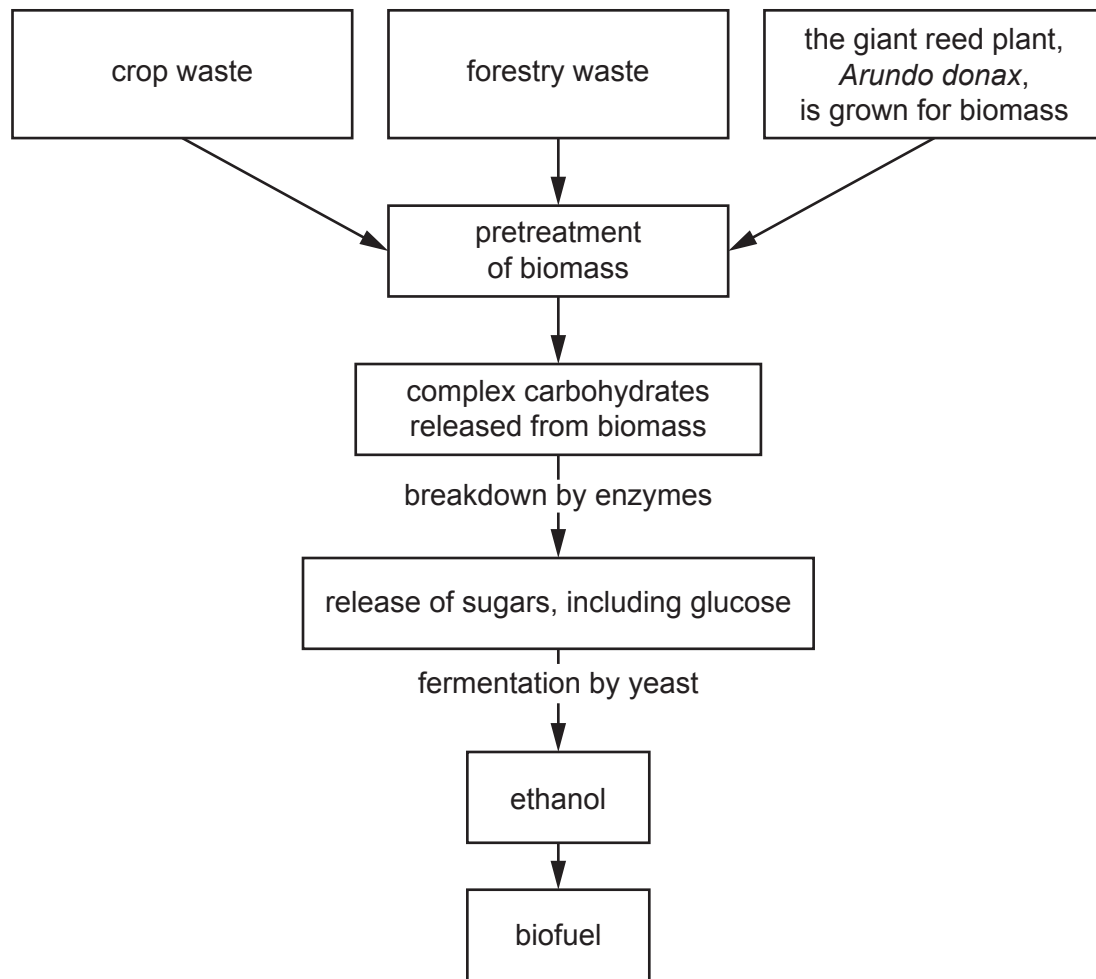 crop waste
forestry waste
the giant reed plant,
Arundo donax,
is grown for biomass
pretreatment
of biomass
complex carbohydrates
released from biomass
breakdown by enzymes
release of sugars, including glucose
fermentation by yeast
ethanol
biofuel